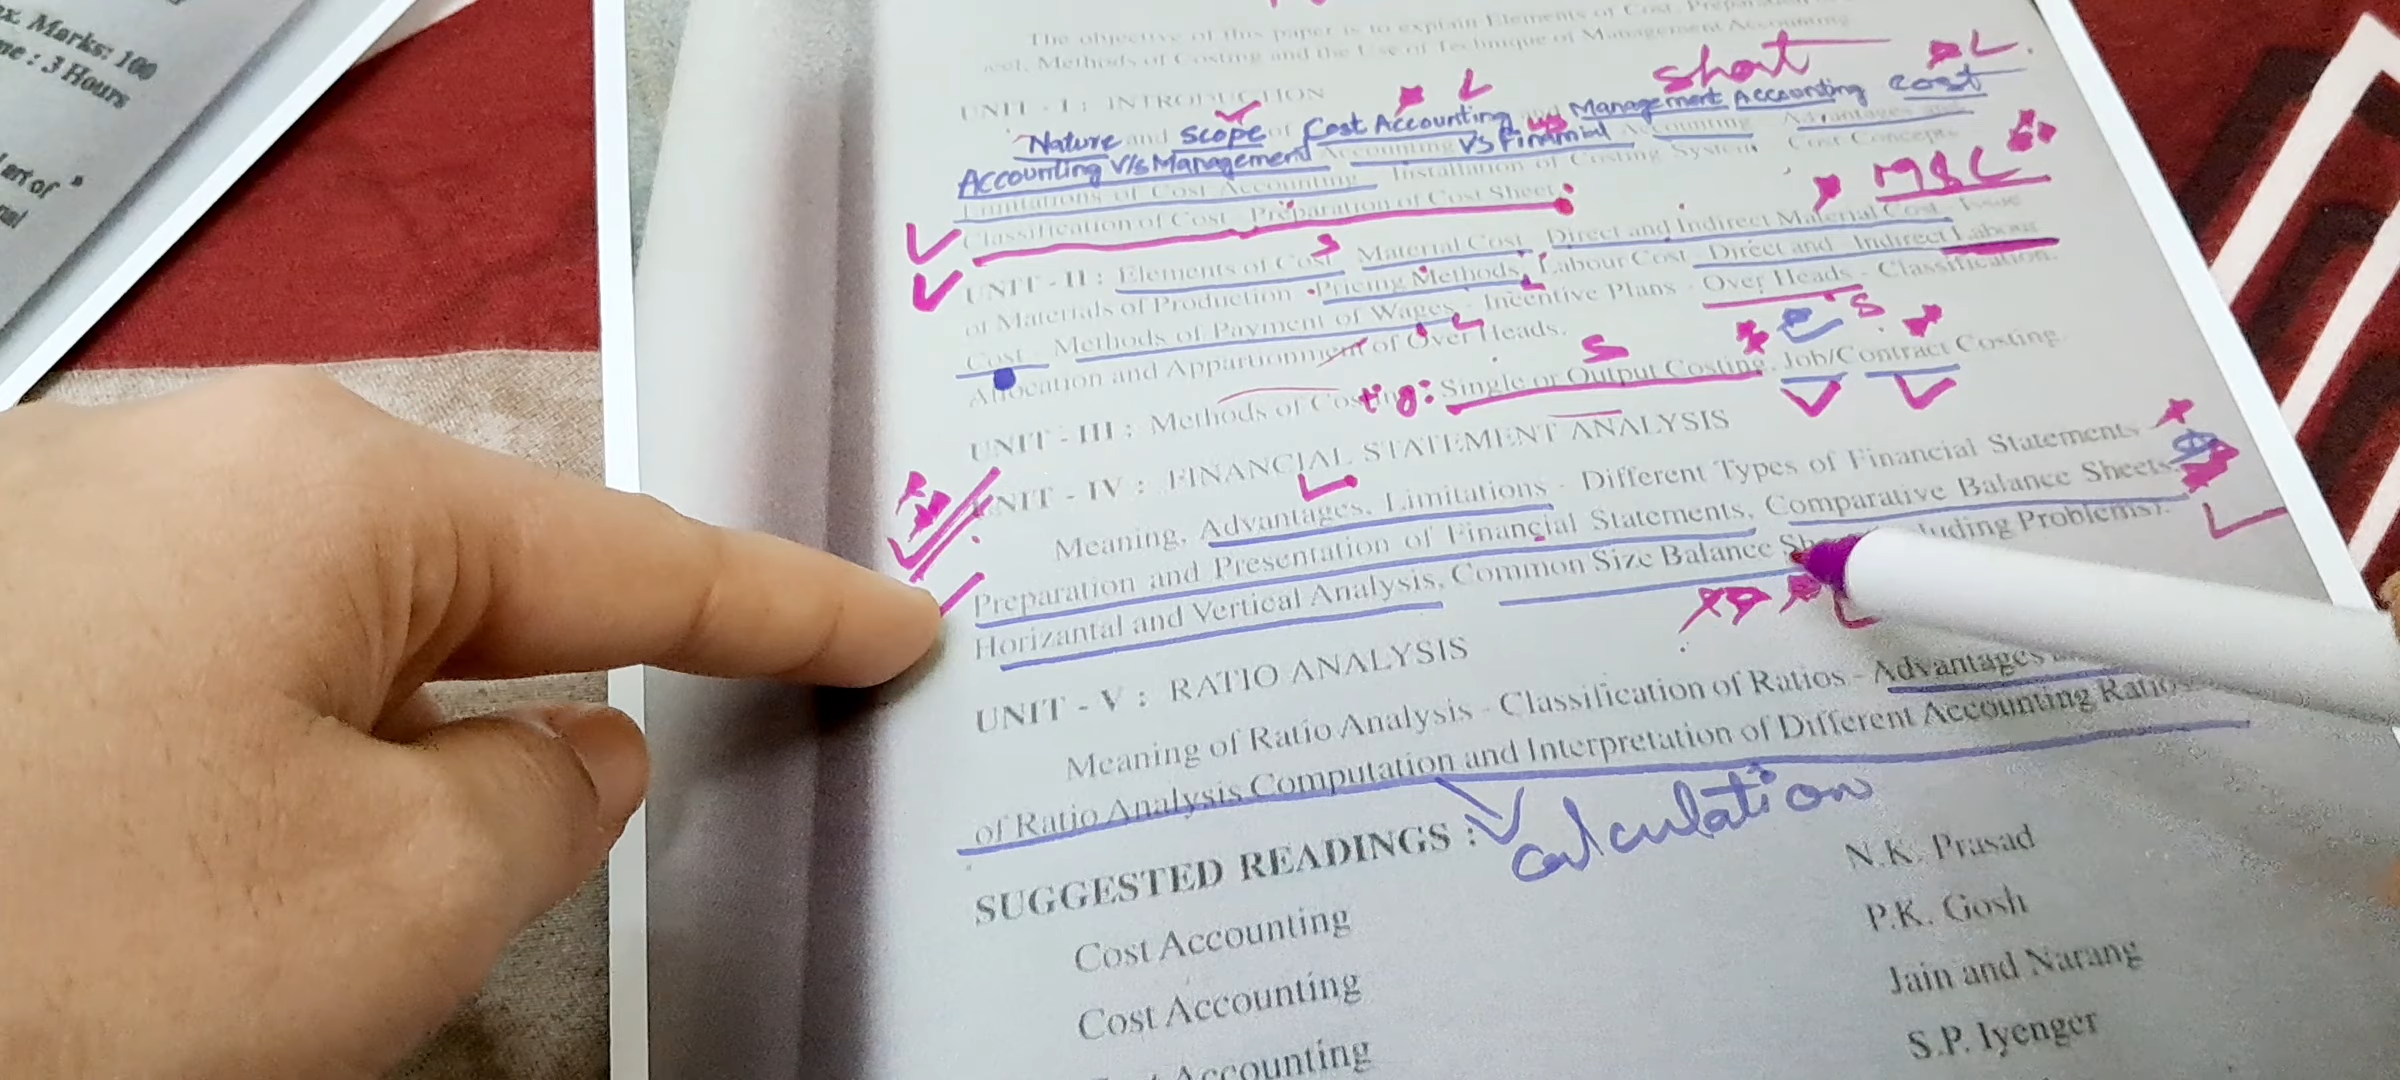 ax. Marks: 100
me : 3 Hours
art of
The objective of this paper is to explain Elements of Cost, Preparation
Methods of Costing and the Use of Technique of Management Accounting
Short L
UNIT - I : INTRODUCTION L
Nature and Scope of Cost Accounting and Management Accounting Cost
Accounting V/s Management Accounting VS Financial Accounting Advantages and
Limitations of Cost Accounting Installation of Costing System Cost Concepts
Classification of Cost Preparation of Cost Sheet M&L
UNIT - II : Elements of Cost S Material Cost Direct and Indirect Material Cost Issue
of Materials of Production Pricing Methods, Labour Cost Direct and Indirect Labour
Cost Methods of Payment of Wages - Incentive Plans - Over Heads - Classification.
Allocation and Appartionment of Over Heads.
S
UNIT - III : Methods of Costing Single or Output Costing, Job/Contract Costing.
UNIT - IV : FINANCIAL STATEMENT ANALYSIS
Meaning, Advantages, Limitations - Different Types of Financial Statements
Preparation and Presentation of Financial Statements, Comparative Balance Sheets,
Horizantal and Vertical Analysis, Common Size Balance Problems).
UNIT - V : RATIO ANALYSIS
Meaning of Ratio Analysis - Classification of Ratios - Advantages
of Ratio Analysis Computation and Interpretation of Different Accounting Ratios
calculation
SUGGESTED READINGS :
Cost Accounting N.K. Prasad
Cost Accounting P.K. Gosh
Accounting Jain and Narang
S.P. Iyenger